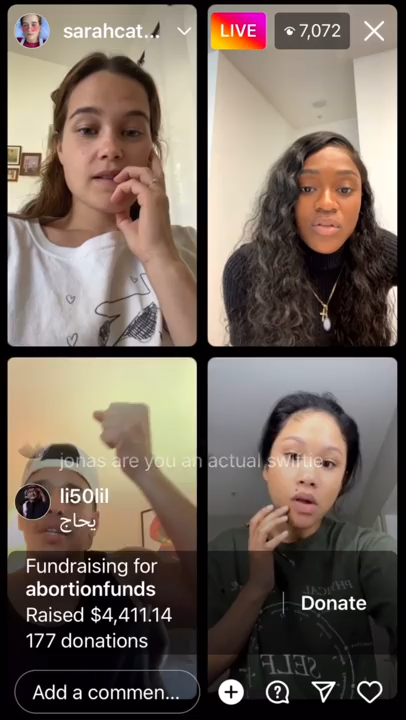 sarahcat...
LIVE
7,072
jonas are you an actual swiftie
li50lil
يحاج
Fundraising for
abortionfunds
Raised $4,411.14
177 donations
Donate
Add a commen...